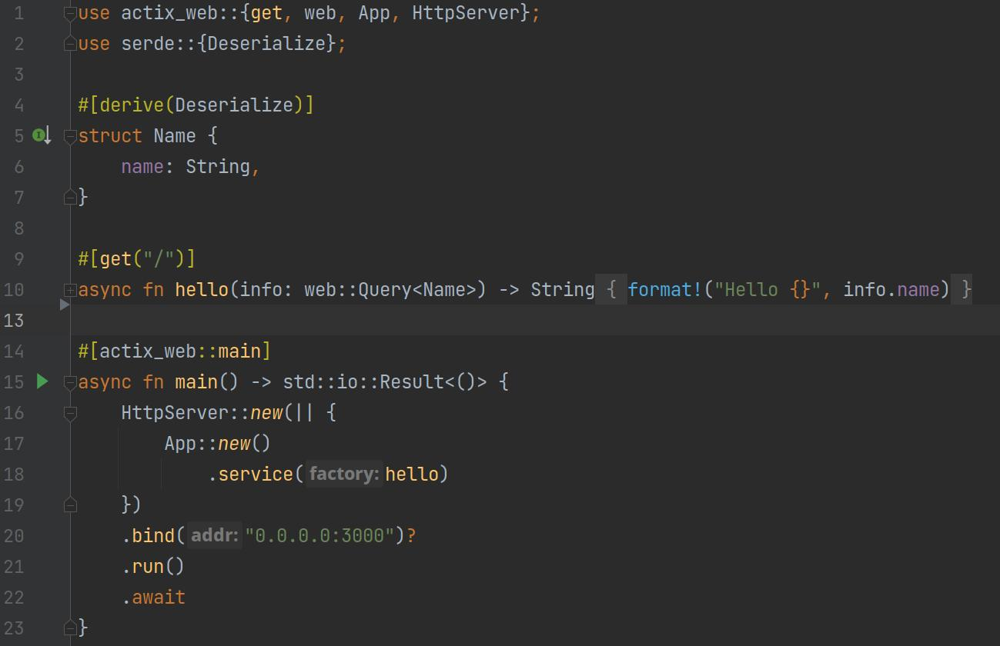 1 use actix_web::{get, web, App, HttpServer};
2 use serde::{Deserialize};
3
4 #[derive(Deserialize)]
5 struct Name {
6     name: String,
7 }
8
9 #[get("/")]
10 async fn hello(info: web::Query<Name>) -> String { format!("Hello {}", info.name) }
13
14 #[actix_web::main]
15 async fn main() -> std::io::Result<()> {
16     HttpServer::new(|| {
17         App::new()
18             .service( factory: hello)
19     })
20     .bind( addr: "0.0.0.0:3000")?
21     .run()
22     .await
23 }